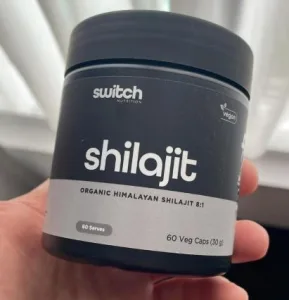 switch
NUTRITION
vegan
shilajit
ORGANIC HIMALAYAN SHILAJIT 8:1
60 Serves
60 Veg Caps (30 g)